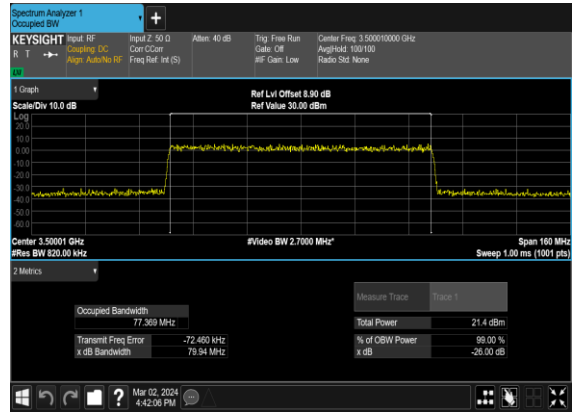 Spectrum Analyzer 1
Occupied BW
+
KEYSIGHT Input: RF Input Z: 50 Ω Atten: 40 dB Trig: Free Run Center Freq: 3.500010000 GHz
R T Coupling: DC Corr CCorr Gate: Off Avg|Hold: 100/100
Align: Auto/No RF Freq Ref: Int (S) #IF Gain: Low Radio Std: None
1 Graph
Ref Lvl Offset 8.90 dB
Scale/Div 10.0 dB Ref Value 30.00 dBm
Log
20.0
10.0
0.00
-10.0
-20.0
-30.0
-40.0
-50.0
-60.0
Center 3.50001 GHz #Video BW 2.7000 MHz* Span 160 MHz
#Res BW 820.00 kHz Sweep 1.00 ms (1001 pts)
2 Metrics
Measure Trace Trace 1
Occupied Bandwidth
77.369 MHz Total Power 21.4 dBm
Transmit Freq Error -72.460 kHz % of OBW Power 99.00 %
x dB Bandwidth 79.94 MHz x dB -26.00 dB
? Mar 02, 2024
4:42:06 PM